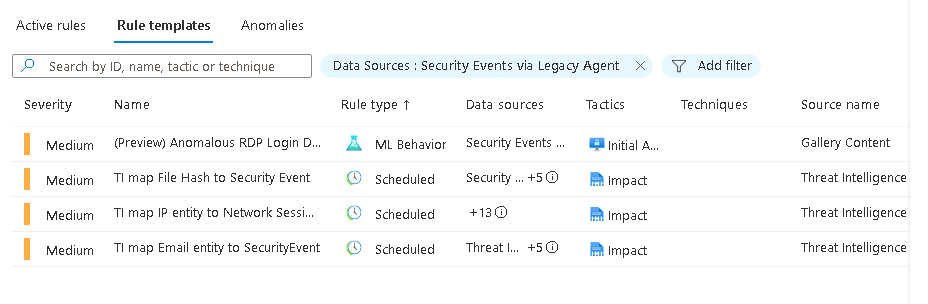 Active rules Rule templates Anomalies
Search by ID, name, tactic or technique Data Sources : Security Events via Legacy Agent Add filter
Severity Name Rule type ↑ Data sources Tactics Techniques Source name
Medium (Preview) Anomalous RDP Login D... ML Behavior Security Events ... Initial A... Gallery Content
Medium TI map File Hash to Security Event Scheduled Security ... +5 Impact Threat Intelligence
Medium TI map IP entity to Network Sessi... Scheduled +13 Impact Threat Intelligence
Medium TI map Email entity to SecurityEvent Scheduled Threat I... +5 Impact Threat Intelligence